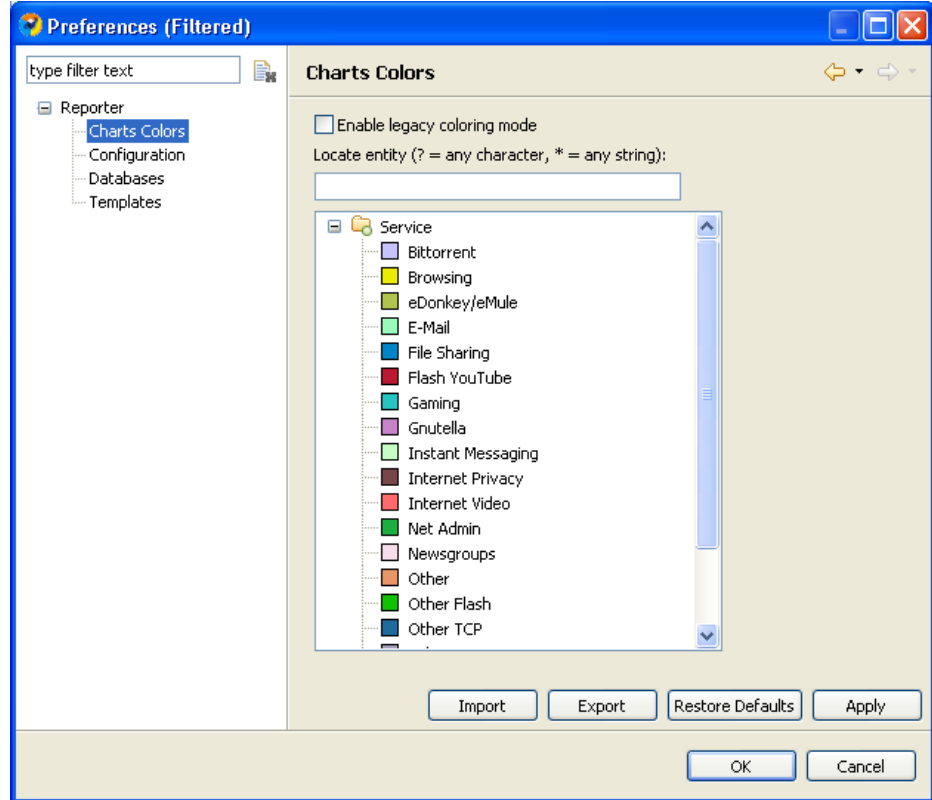 Preferences (Filtered)
type filter text
Reporter
Charts Colors
Configuration
Databases
Templates
Charts Colors
Enable legacy coloring mode
Locate entity (? = any character, * = any string):
Service
Bittorrent
Browsing
eDonkey/eMule
E-Mail
File Sharing
Flash YouTube
Gaming
Gnutella
Instant Messaging
Internet Privacy
Internet Video
Net Admin
Newsgroups
Other
Other Flash
Other TCP
Import Export Restore Defaults Apply
OK Cancel